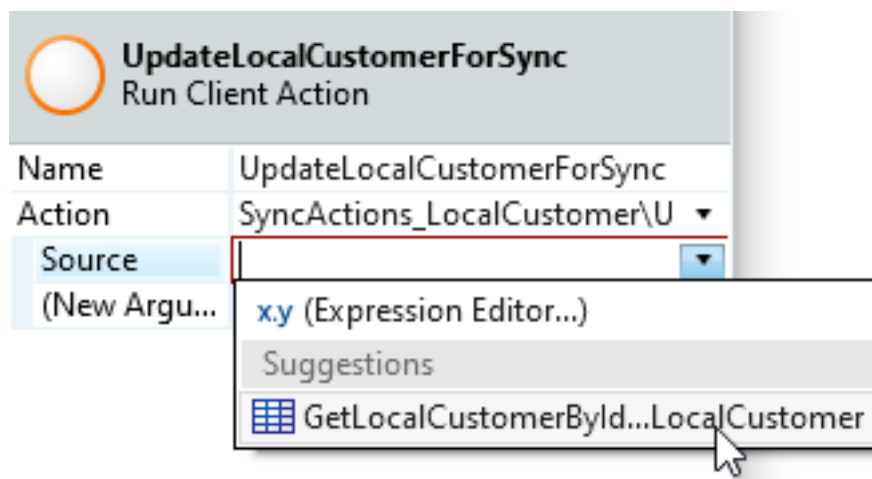 UpdateLocalCustomerForSync
Run Client Action
Name UpdateLocalCustomerForSync
Action SyncActions_LocalCustomer\U
Source
(New Argu...
x.y (Expression Editor...)
Suggestions
GetLocalCustomerById...LocalCustomer